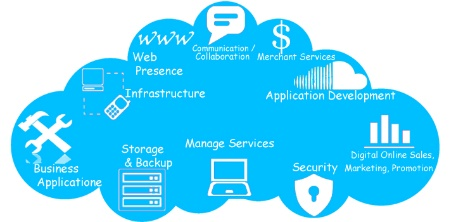 www
Web
Presence
Communication /
Collaboration
$
Merchant Services
Infrastructure
Application Development
Business
Applicatione
Storage
& Backup
Manage Services
Security
Digital Online Sales,
Marketing, Promotion